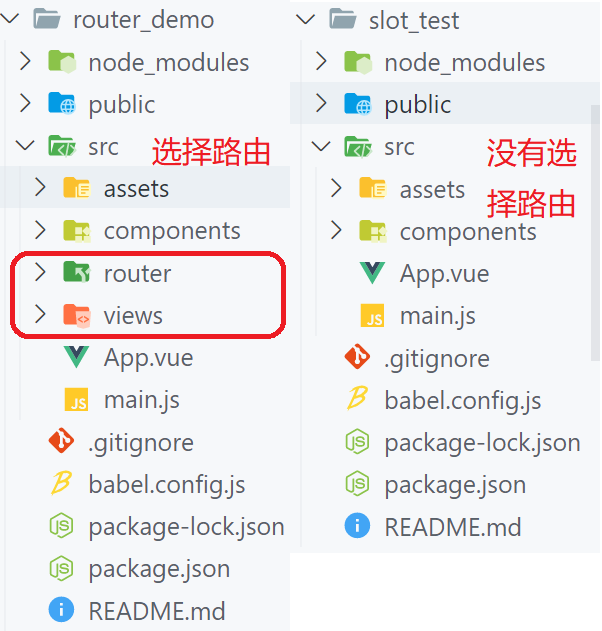 router_demo
node_modules
public
src 选择路由
assets
components
router
views
App.vue
main.js
.gitignore
babel.config.js
package-lock.json
package.json
README.md
slot_test
node_modules
public
src 没有选
择路由
assets
components
App.vue
main.js
.gitignore
babel.config.js
package-lock.json
package.json
README.md